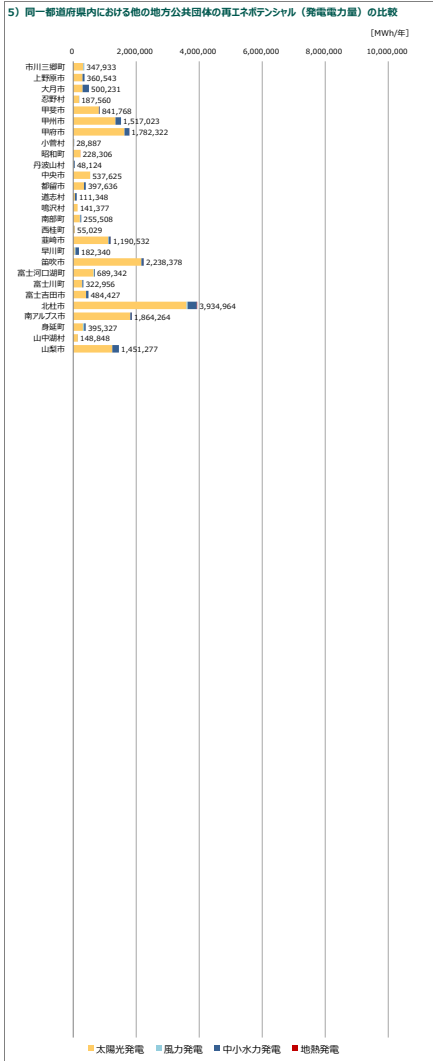 5）同一都道府県内における他の地方公共団体の再エネポテンシャル（発電電力量）の比較
[MWh/年]
0 2,000,000 4,000,000 6,000,000 8,000,000 10,000,000
市川三郷町 347,933
上野原市 360,543
大月市 500,231
忍野村 187,560
甲斐市 841,768
甲州市 1,517,023
甲府市 1,782,322
小菅村 28,887
昭和町 228,306
丹波山村 48,124
中央市 537,625
都留市 397,636
道志村 111,348
鳴沢村 141,377
南部町 255,508
西桂町 55,029
韮崎市 1,190,532
早川町 182,340
笛吹市 2,238,378
富士河口湖町 689,342
富士川町 322,956
富士吉田市 484,427
北杜市 3,934,964
南アルプス市 1,864,264
身延町 395,327
山中湖村 148,848
山梨市 1,451,277
太陽光発電 風力発電 中小水力発電 地熱発電